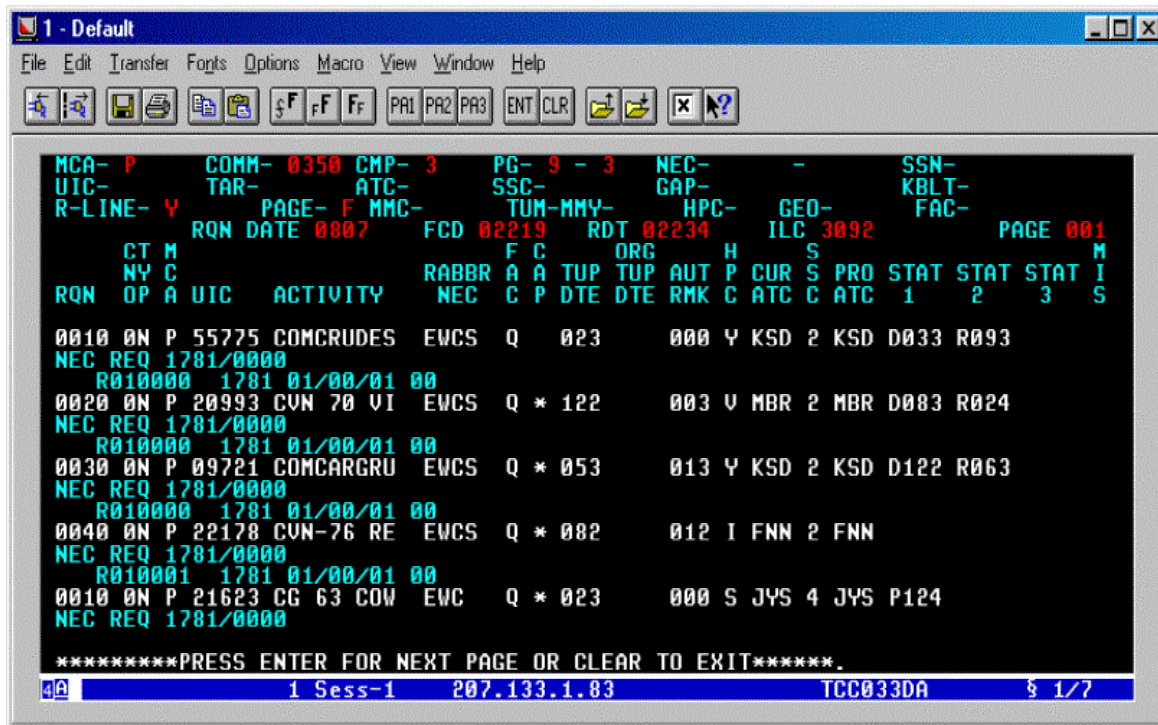 1 - Default
File Edit Transfer Fonts Options Macro View Window Help
PA1 PA2 PA3 ENT CLR
MCA- P COMM- 0350 CMP- 3 PG- 9 - 3 NEC- - SSN-
UIC- TAR- ATC- SSC- GAP- KBLT-
R-LINE- Y PAGE- F MMC- TUM-MMY- HPC- GEO- FAC-
RQN DATE 0807 FCD 02219 RDT 02234 ILC 3092 PAGE 001
CT M F C ORG H S M
NY C RABBR A A TUP TUP AUT P CUR S PRO STAT STAT STAT I
RQN OP A UIC ACTIVITY NEC C P DTE DTE RMK C ATC C ATC 1 2 3 S
0010 0N P 55775 COMCRUDES EWCS Q 023 000 Y KSD 2 KSD D033 R093
NEC REQ 1781/0000
R010000 1781 01/00/01 00
0020 0N P 20993 CVN 70 VI EWCS Q * 122 003 V MBR 2 MBR D083 R024
NEC REQ 1781/0000
R010000 1781 01/00/01 00
0030 0N P 09721 COMCARGRU EWCS Q * 053 013 Y KSD 2 KSD D122 R063
NEC REQ 1781/0000
R010000 1781 01/00/01 00
0040 0N P 22178 CVN-76 RE EWCS Q * 082 012 I FNN 2 FNN
NEC REQ 1781/0000
R010001 1781 01/00/01 00
0010 0N P 21623 CG 63 COW EWC Q * 023 000 S JYS 4 JYS P124
NEC REQ 1781/0000
*********PRESS ENTER FOR NEXT PAGE OR CLEAR TO EXIT******.
4A 1 Sess-1 207.133.1.83 TCC033DA § 1/7